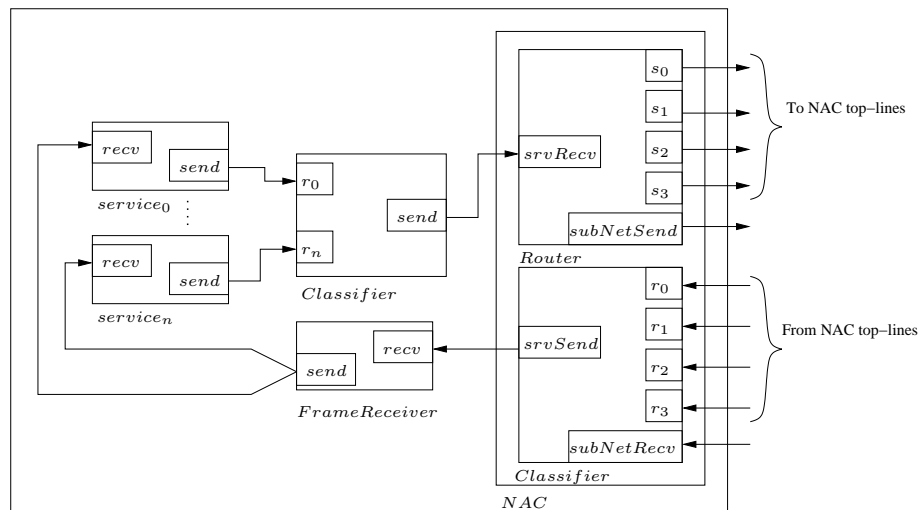 s0
s1
To NAC top-lines
recv
send
service0
srvRecv
s2
r0
send
s3
recv
send
rn
subNetSend
Router
servicen
Classifier
r0
r1
From NAC top-lines
recv
srvSend
send
r2
FrameReceiver
r3
subNetRecv
Classifier
NAC